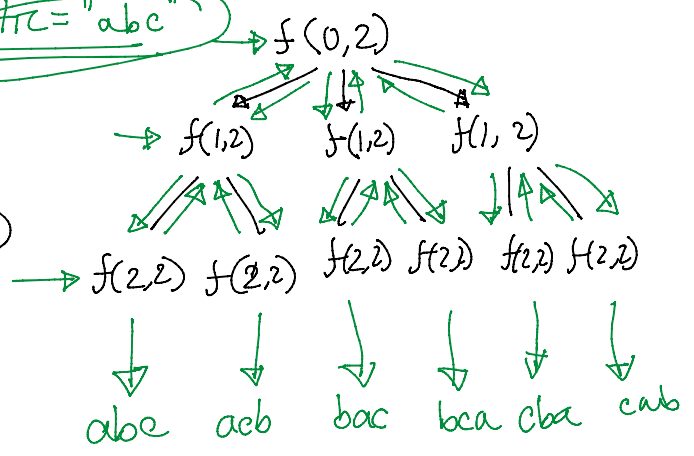 = "abc"
f(0,2)
f(1,2) f(1,2) f(1, 2)
f(2,2) f(2,2) f(2,2) f(2,2) f(2,2) f(2,2)
abc acb bac bca cba cab